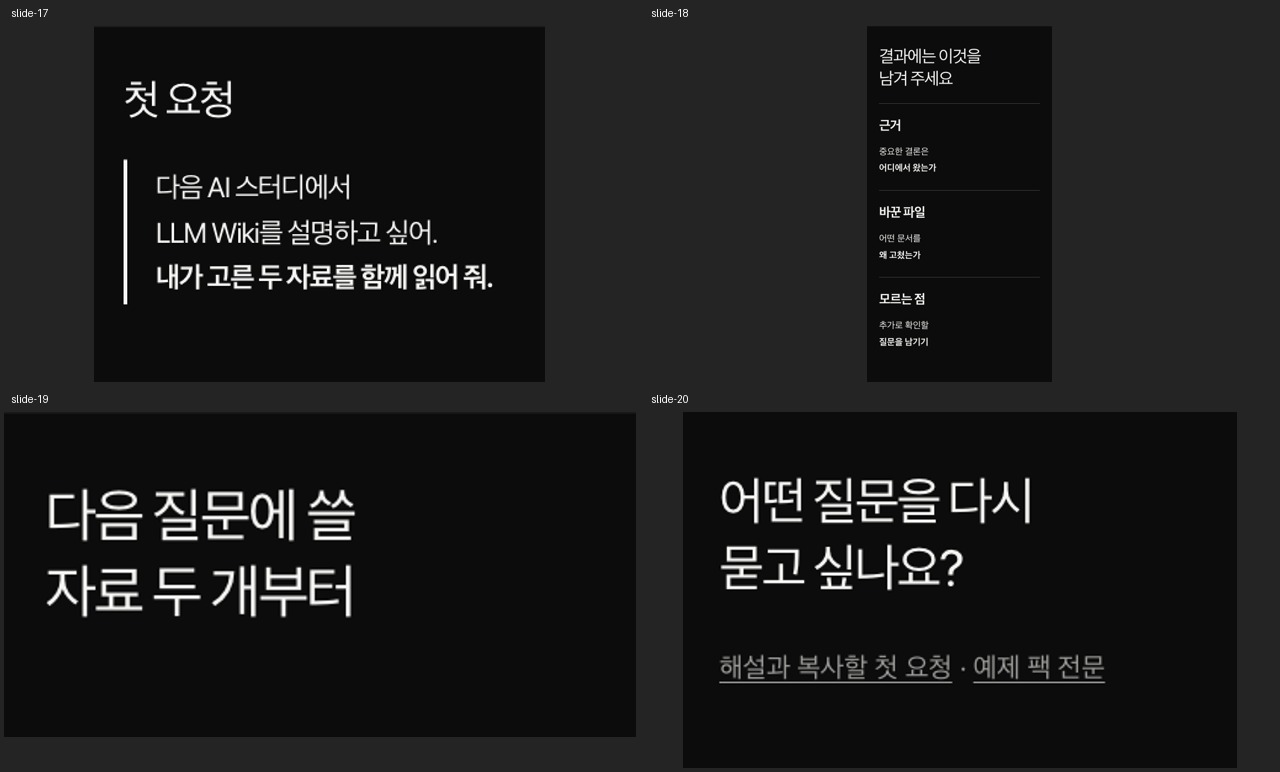 slide-17
첫 요청
다음 AI 스터디에서
LLM Wiki를 설명하고 싶어.
내가 고른 두 자료를 함께 읽어 줘.
slide-18
결과에는 이것을
남겨 주세요
근거
중요한 결론은
어디에서 왔는가
바꾼 파일
어떤 문서를
왜 고쳤는가
모르는 점
추가로 확인할
질문을 남기기
slide-19
다음 질문에 쓸
자료 두 개부터
slide-20
어떤 질문을 다시
묻고 싶나요?
해설과 복사할 첫 요청 · 예제 팩 전문